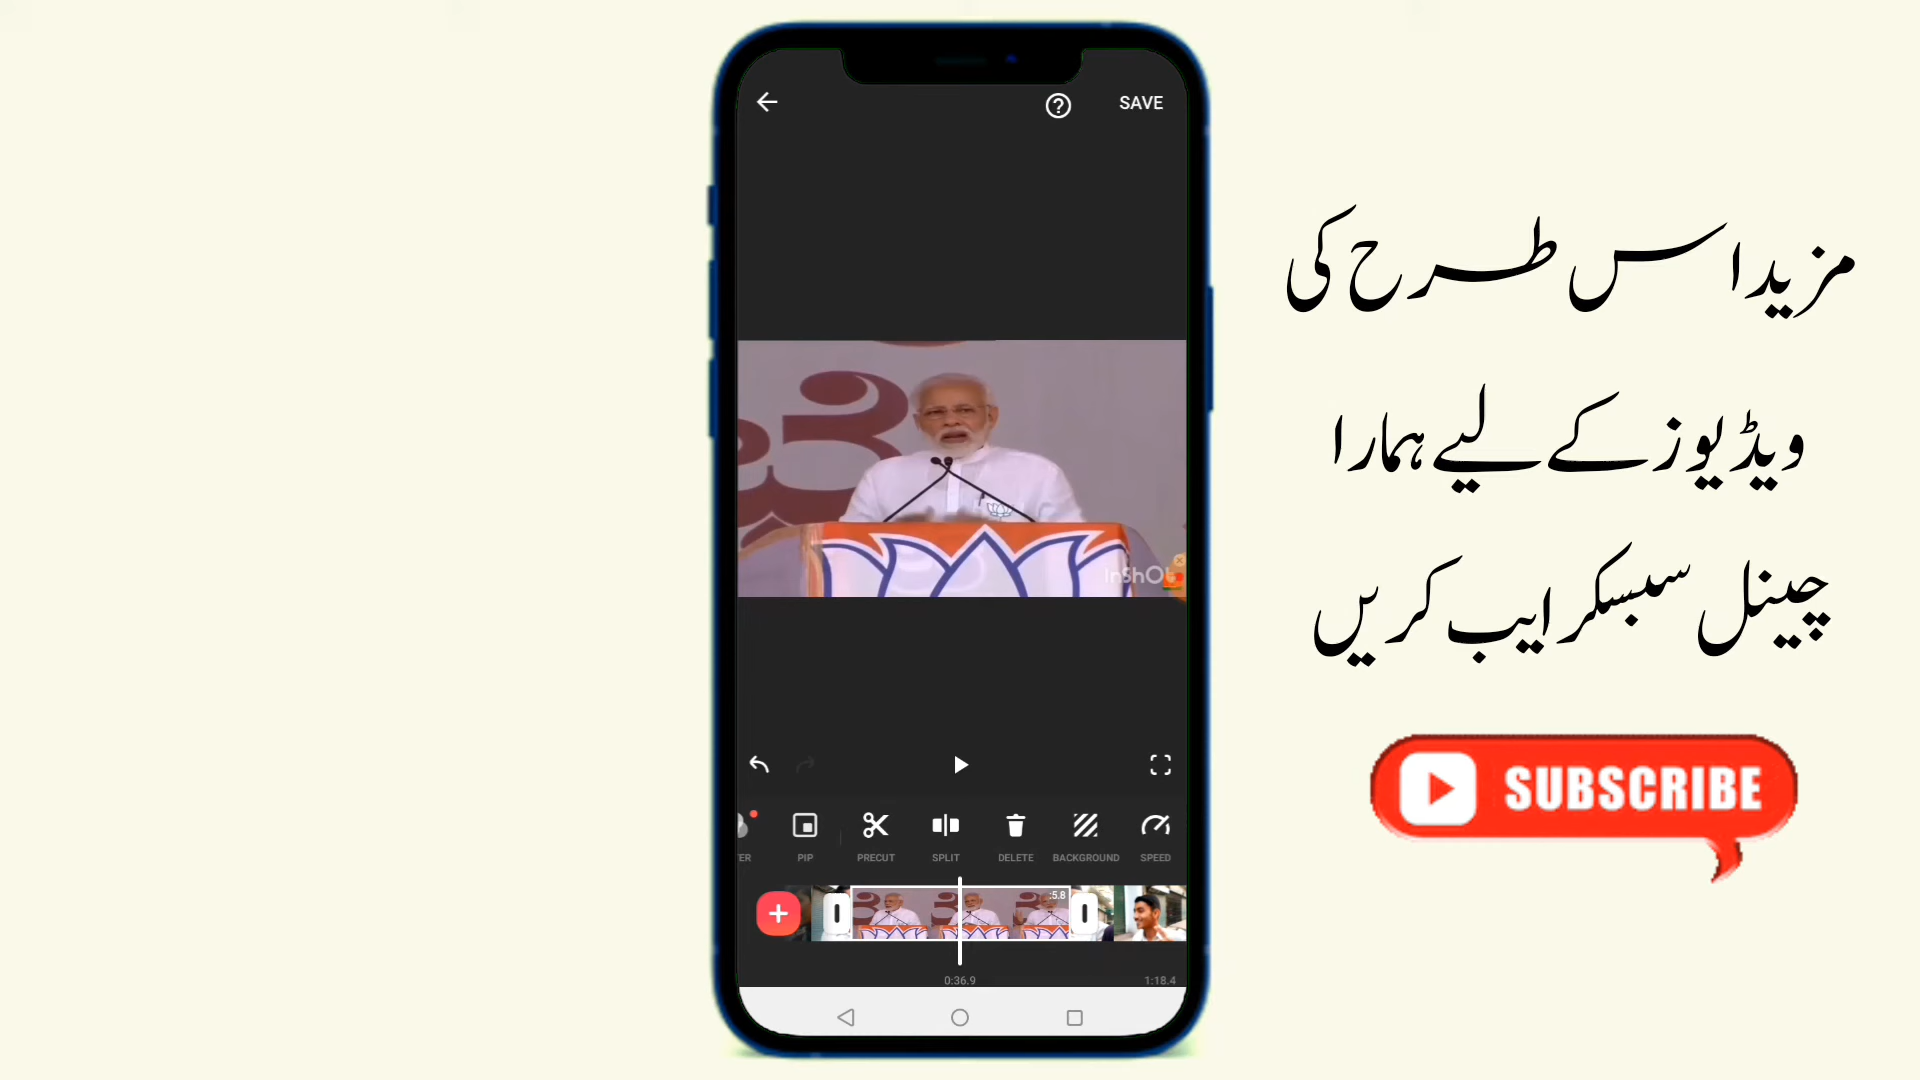 SAVE
مزید اس طرح کی
ویڈیوز کے لیے ہمارا
چینل سبسکرایب کریں
SUBSCRIBE
InShOt
TER
PIP
PRECUT
SPLIT
DELETE
BACKGROUND
SPEED
:5.8
0:36.9
1:18.4